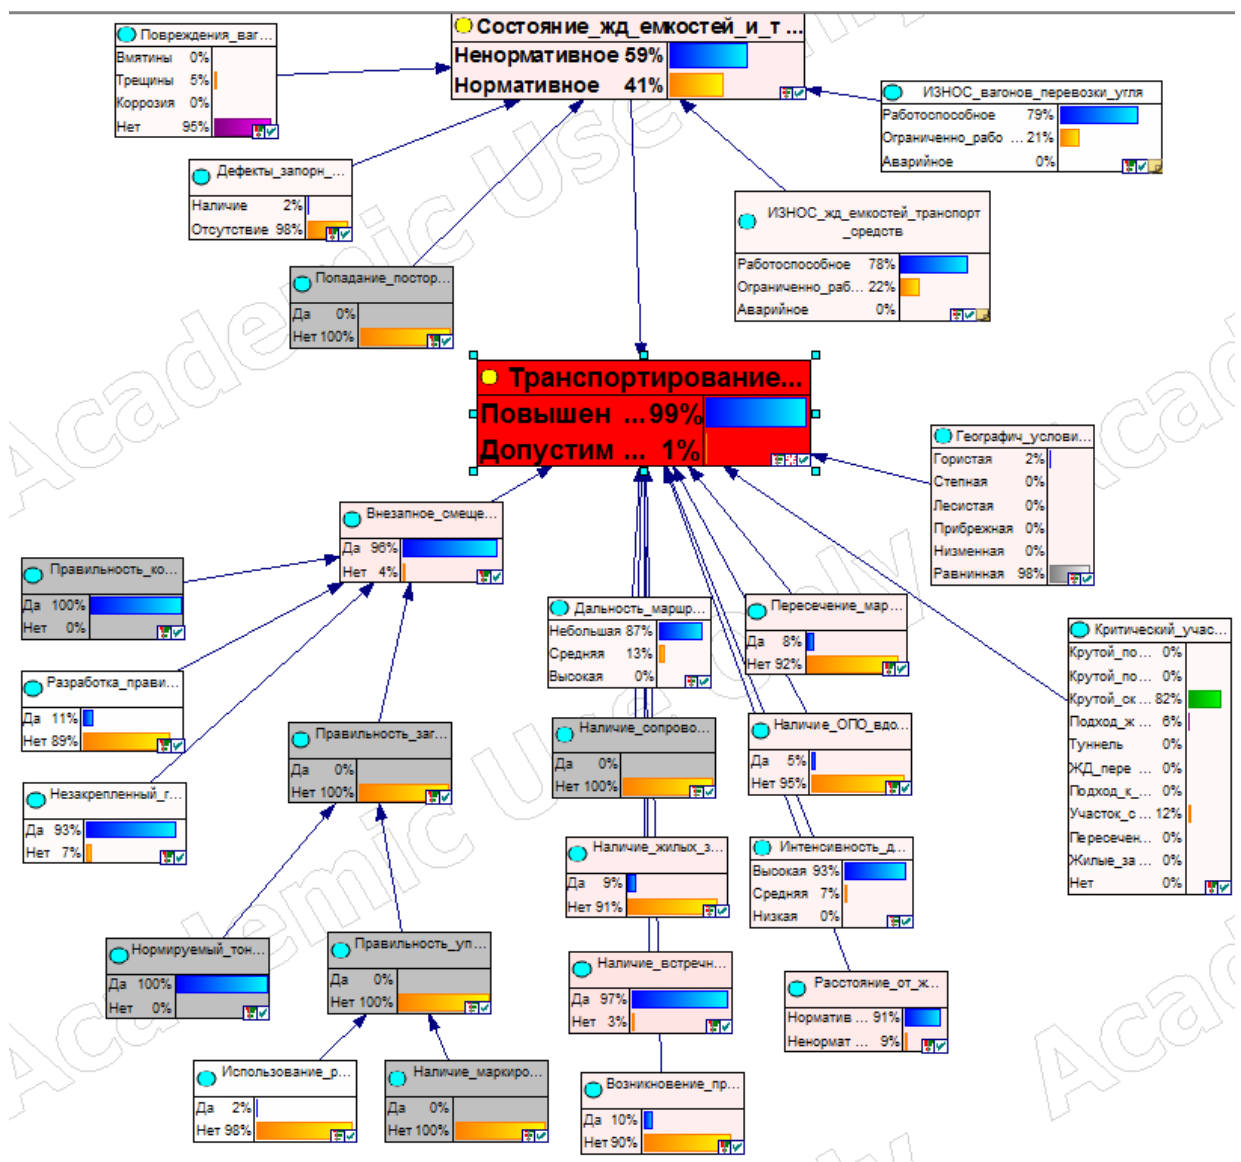 Состояние_жд_емкостей_и_т ...
Ненормативное 59%
Нормативное 41%
Повреждения_ваг...
Вмятины 0%
Трещины 5%
Коррозия 0%
Нет 95%
ИЗНОС_вагонов_перевозки_угля
Работоспособное 79%
Ограниченно_рабо ... 21%
Аварийное 0%
Дефекты_запорн_...
Наличие 2%
Отсутствие 98%
ИЗНОС_жд_емкостей_транспорт
_средств
Работоспособное 78%
Ограниченно_раб... 22%
Аварийное 0%
Попадание_постор...
Да 0%
Нет 100%
Транспортирование...
Повышен ... 99%
Допустим ... 1%
Географич_услови...
Гористая 2%
Степная 0%
Лесистая 0%
Прибрежная 0%
Низменная 0%
Равнинная 98%
Внезапное_смеще...
Да 96%
Нет 4%
Правильность_ко...
Да 100%
Нет 0%
Дальность_маршр...
Небольшая 87%
Средняя 13%
Высокая 0%
Пересечение_мар...
Да 8%
Нет 92%
Критический_учас...
Крутой_по... 0%
Крутой_по... 0%
Крутой_ск... 82%
Подход_ж ... 6%
Туннель 0%
ЖД_пере ... 0%
Подход_к_... 0%
Участок_с ... 12%
Пересечен... 0%
Жилые_за ... 0%
Нет 0%
Разработка_прави...
Да 11%
Нет 89%
Правильность_заг...
Да 0%
Нет 100%
Наличие_сопрово...
Да 0%
Нет 100%
Наличие_ОПО_вдо...
Да 5%
Нет 95%
Незакрепленный_г...
Да 93%
Нет 7%
Наличие_жилых_з...
Да 9%
Нет 91%
Интенсивность_д...
Высокая 93%
Средняя 7%
Низкая 0%
Нормируемый_тон...
Да 100%
Нет 0%
Правильность_уп...
Да 0%
Нет 100%
Наличие_встречн...
Да 97%
Нет 3%
Расстояние_от_ж...
Норматив ... 91%
Ненормат ... 9%
Использование_р...
Да 2%
Нет 98%
Наличие_маркиро...
Да 0%
Нет 100%
Возникновение_пр...
Да 10%
Нет 90%
Academic Use Only
Academic Use Only